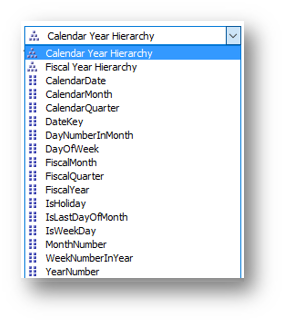 Calendar Year Hierarchy
Calendar Year Hierarchy
Fiscal Year Hierarchy
CalendarDate
CalendarMonth
CalendarQuarter
DateKey
DayNumberInMonth
DayOfWeek
FiscalMonth
FiscalQuarter
FiscalYear
IsHoliday
IsLastDayOfMonth
IsWeekDay
MonthNumber
WeekNumberInYear
YearNumber